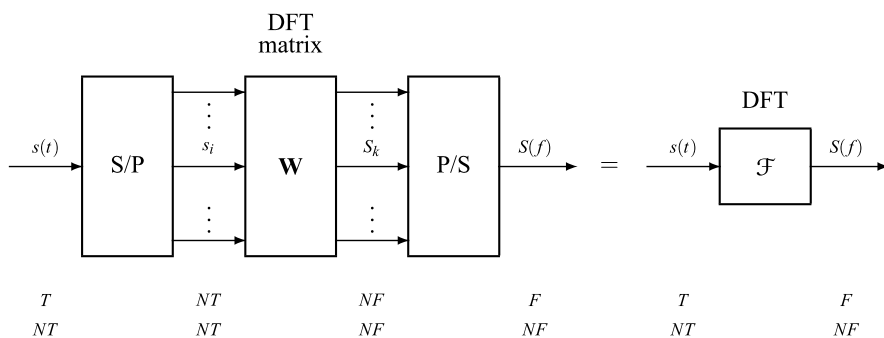 DFT
matrix
DFT
s(t)
S/P
s_i
W
S_k
P/S
S(f)
=
s(t)
ℱ
S(f)
T NT NF F T F
NT NT NF NF NT NF